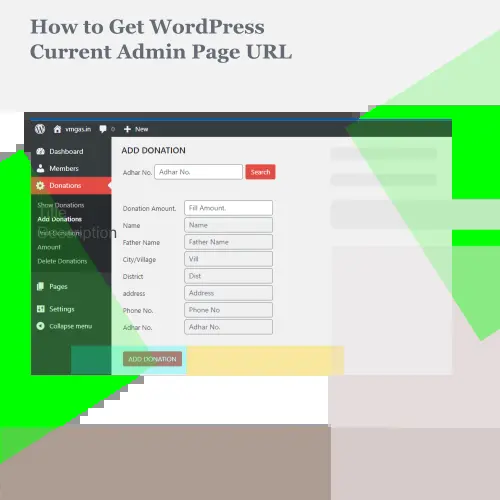 How to Get WordPress
Current Admin Page URL
vmgas.in 0 + New
Dashboard
Members
Donations
Show Donations
Add Donations
Print Donation
Amount
Delete Donations
Title
Description
Pages
Settings
Collapse menu
ADD DONATION
Adhar No. Adhar No. Search
Donation Amount. Fill Amount.
Name Name
Father Name Father Name
City/Village Vill
District Dist
address Address
Phone No. Phone No
Adhar No. Adhar No.
ADD DONATION